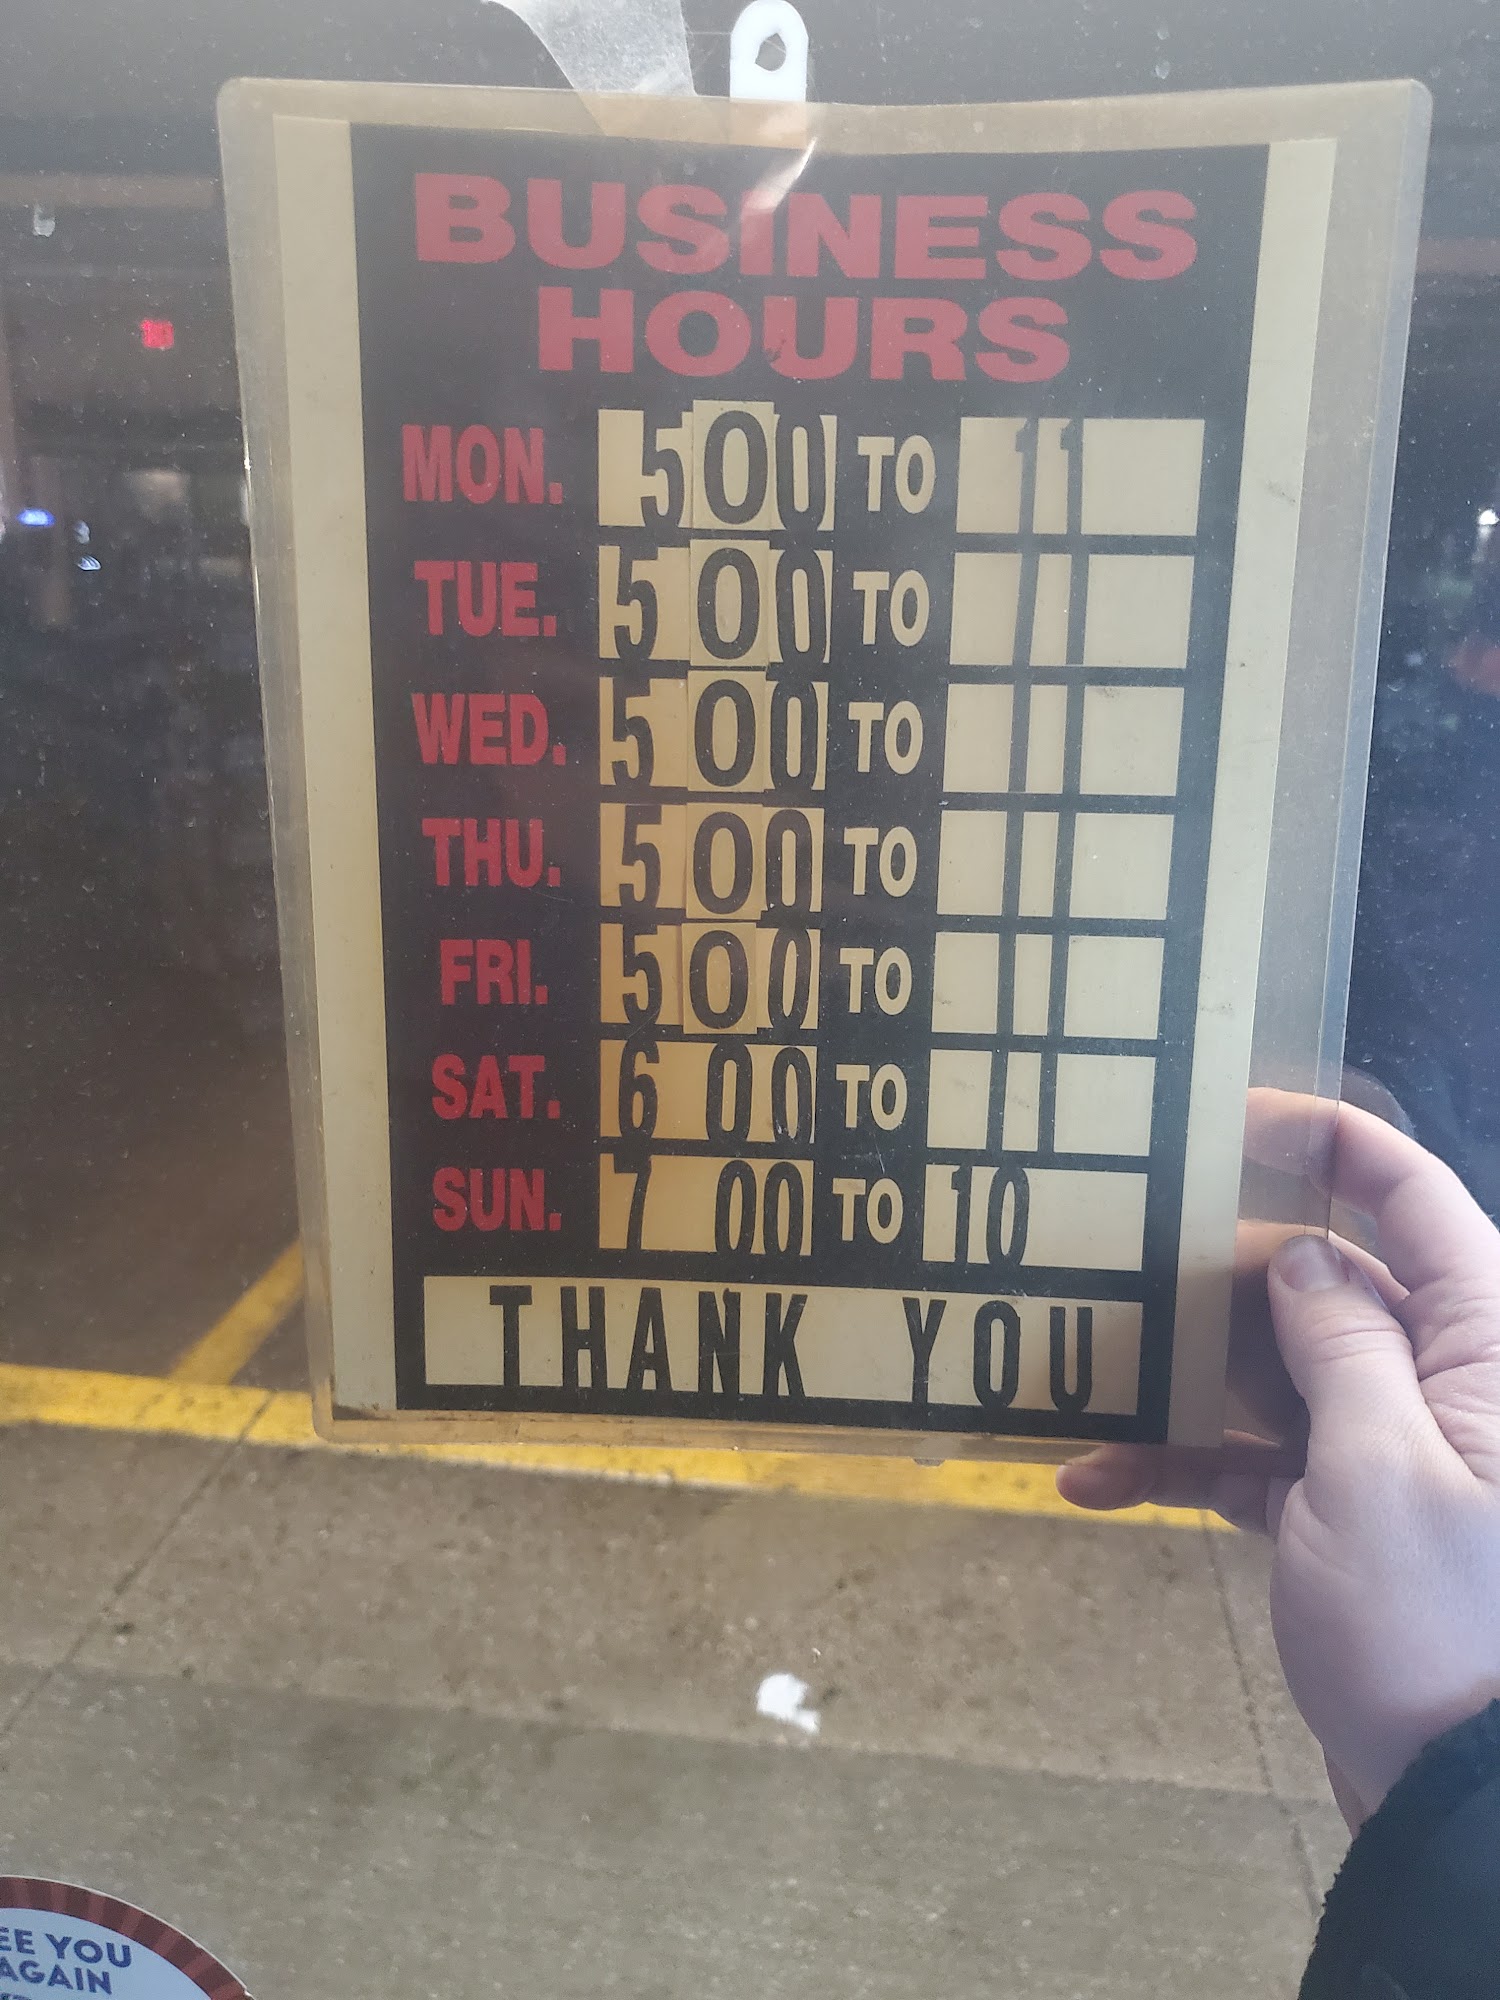 BUSINESS
HOURS
MON. 500 TO 11
TUE. 500 TO 11
WED. 500 TO 11
THU. 500 TO 11
FRI. 500 TO 11
SAT. 6 00 TO 11
SUN. 7 00 TO 10
THANK YOU
EE YOU
AGAIN